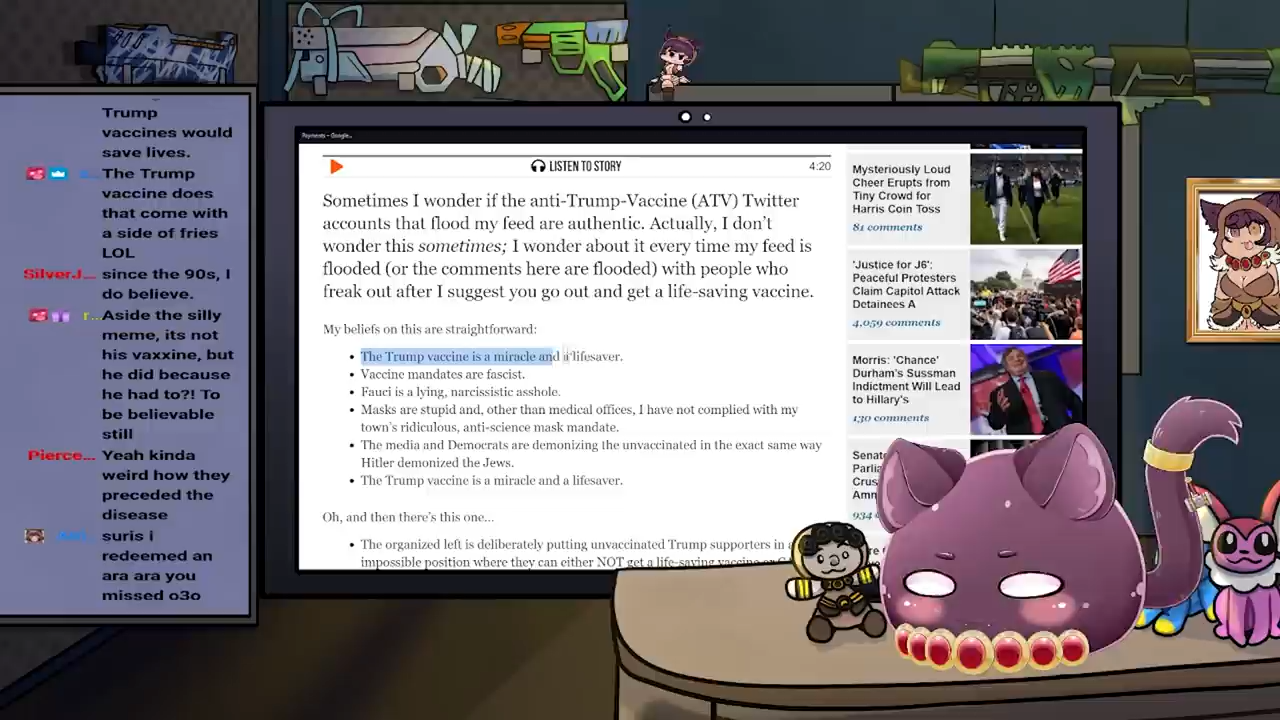 Trump
vaccines would
save lives.
The Trump
vaccine does
that come with
a side of fries
LOL
SilverJ... since the 90s, I
do believe.
r... Aside the silly
meme, its not
his vaxxine, but
he did because
he had to?! To
be believable
still
Pierce... Yeah kinda
weird how they
preceded the
disease
suris i
redeemed an
ara ara you
missed o3o
Payments – Google...
LISTEN TO STORY
4:20
Sometimes I wonder if the anti-Trump-Vaccine (ATV) Twitter
accounts that flood my feed are authentic. Actually, I don't
wonder this sometimes; I wonder about it every time my feed is
flooded (or the comments here are flooded) with people who
freak out after I suggest you go out and get a life-saving vaccine.
My beliefs on this are straightforward:
• The Trump vaccine is a miracle and a lifesaver.
• Vaccine mandates are fascist.
• Fauci is a lying, narcissistic asshole.
• Masks are stupid and, other than medical offices, I have not complied with my
town's ridiculous, anti-science mask mandate.
• The media and Democrats are demonizing the unvaccinated in the exact same way
Hitler demonized the Jews.
• The Trump vaccine is a miracle and a lifesaver.
Oh, and then there's this one...
• The organized left is deliberately putting unvaccinated Trump supporters in a
impossible position where they can either NOT get a life-saving vaccine
Mysteriously Loud
Cheer Erupts from
Tiny Crowd for
Harris Coin Toss
81 comments
'Justice for J6':
Peaceful Protesters
Claim Capitol Attack
Detainees A
4,059 comments
Morris: 'Chance'
Durham's Sussman
Indictment Will Lead
to Hillary's
130 comments
Senat
Parlia
Crus
Amn
934